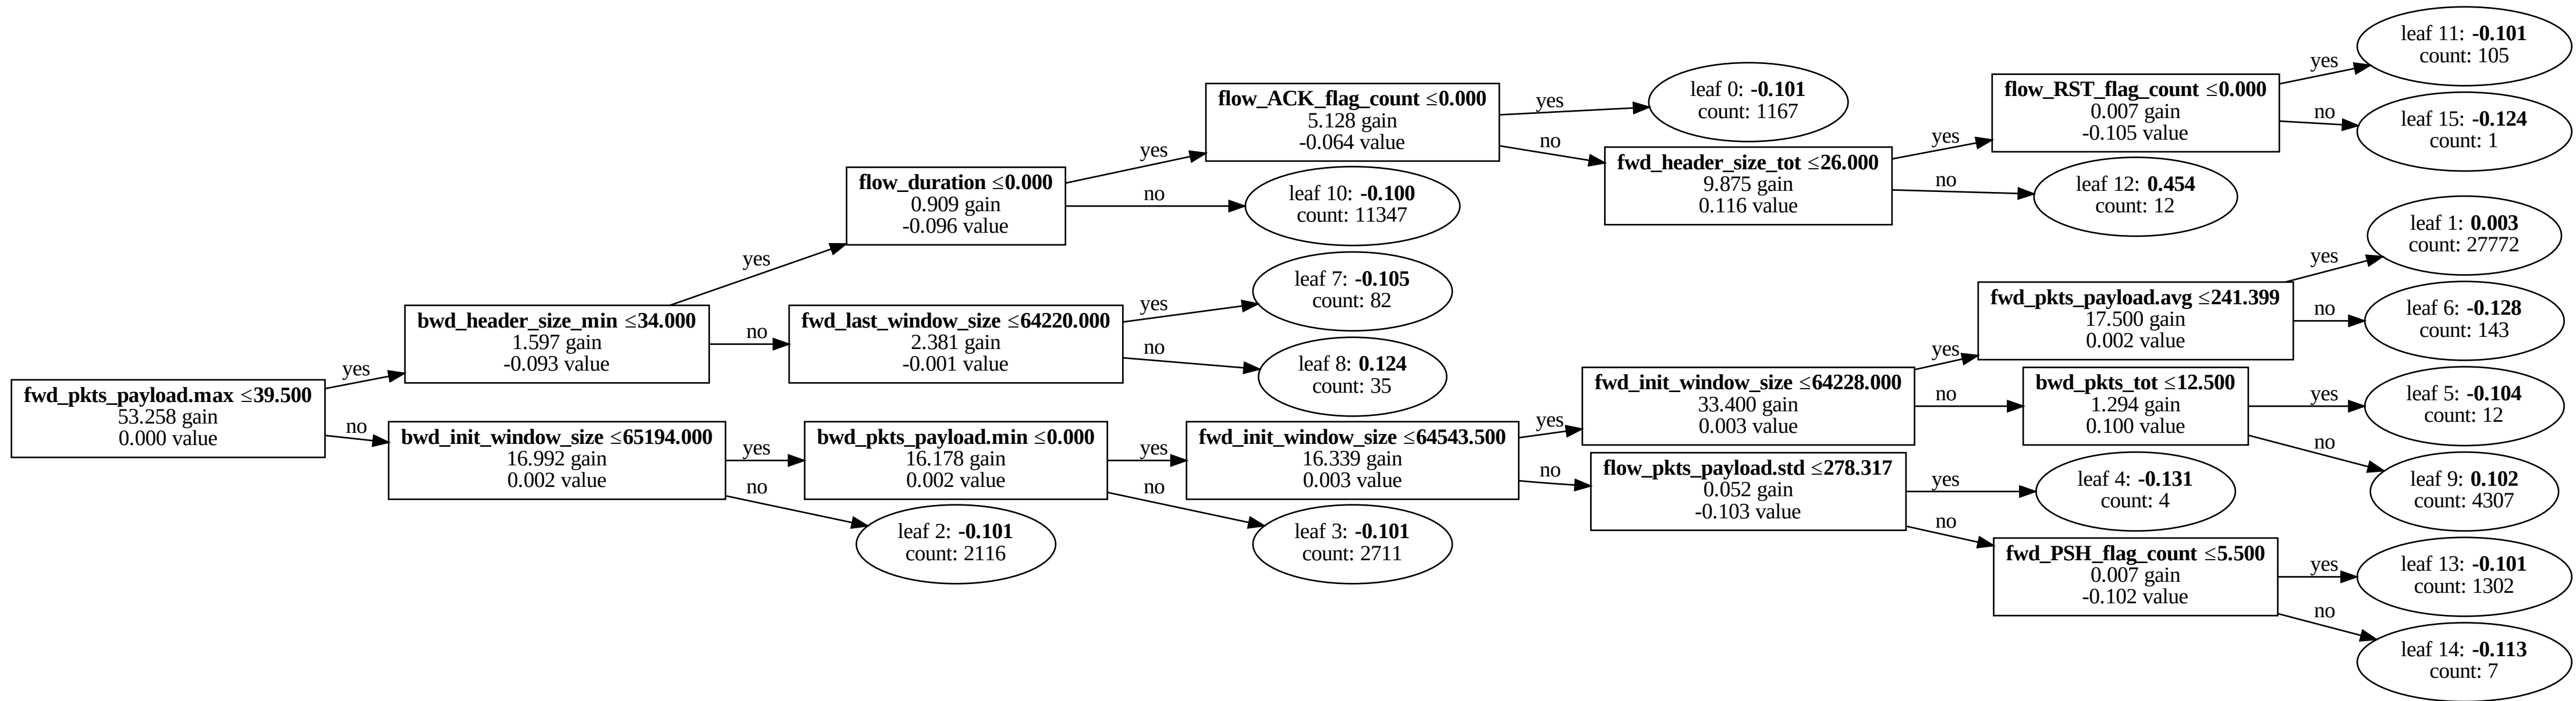 fwd_pkts_payload.max ≤39.500
53.258 gain
0.000 value
yes
no
bwd_header_size_min ≤34.000
1.597 gain
-0.093 value
yes
no
bwd_init_window_size ≤65194.000
16.992 gain
0.002 value
yes
no
flow_duration ≤0.000
0.909 gain
-0.096 value
yes
no
fwd_last_window_size ≤64220.000
2.381 gain
-0.001 value
yes
no
bwd_pkts_payload.min ≤0.000
16.178 gain
0.002 value
yes
no
leaf 2: -0.101
count: 2116
flow_ACK_flag_count ≤0.000
5.128 gain
-0.064 value
yes
no
leaf 10: -0.100
count: 11347
leaf 7: -0.105
count: 82
leaf 8: 0.124
count: 35
fwd_init_window_size ≤64543.500
16.339 gain
0.003 value
yes
no
leaf 3: -0.101
count: 2711
leaf 0: -0.101
count: 1167
fwd_header_size_tot ≤26.000
9.875 gain
0.116 value
yes
no
fwd_init_window_size ≤64228.000
33.400 gain
0.003 value
yes
no
flow_pkts_payload.std ≤278.317
0.052 gain
-0.103 value
yes
no
flow_RST_flag_count ≤0.000
0.007 gain
-0.105 value
yes
no
leaf 12: 0.454
count: 12
fwd_pkts_payload.avg ≤241.399
17.500 gain
0.002 value
yes
no
bwd_pkts_tot ≤12.500
1.294 gain
0.100 value
yes
no
leaf 4: -0.131
count: 4
fwd_PSH_flag_count ≤5.500
0.007 gain
-0.102 value
yes
no
leaf 11: -0.101
count: 105
leaf 15: -0.124
count: 1
leaf 1: 0.003
count: 27772
leaf 6: -0.128
count: 143
leaf 5: -0.104
count: 12
leaf 9: 0.102
count: 4307
leaf 13: -0.101
count: 1302
leaf 14: -0.113
count: 7